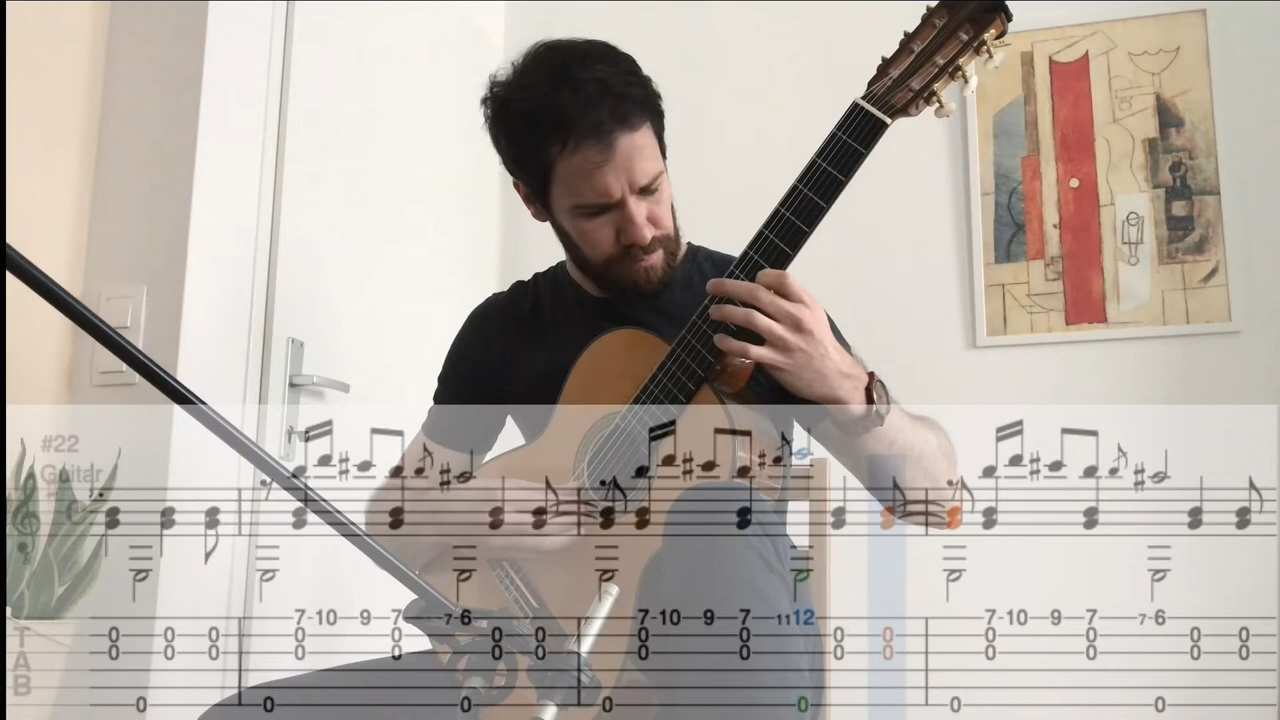 #22
Guitar
7-10 9 7 7-6 7-10 9 7 11 12 7-10 9 7 7-6
T 0 0 0 0 0 0 0 0 0 0 0 0 0 0 0
A 0 0 0 0 0 0 0 0 0 0 0 0 0 0 0
B
0 0 0 0 0 0 0